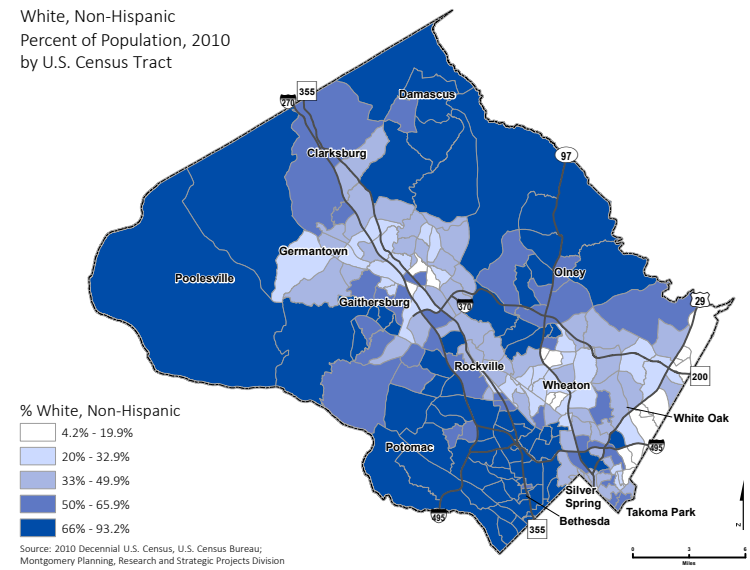 White, Non-Hispanic
Percent of Population, 2010
by U.S. Census Tract
355
270
Damascus
Clarksburg
97
Germantown
Olney
Poolesville
Gaithersburg
370
29
Rockville
200
Wheaton
% White, Non-Hispanic
White Oak
4.2% - 19.9%
20% - 32.9%
Potomac
495
33% - 49.9%
50% - 65.9%
Silver
Spring
Takoma Park
495
Bethesda
66% - 93.2%
355
Source: 2010 Decennial U.S. Census, U.S. Census Bureau;
Montgomery Planning, Research and Strategic Projects Division
N
0 3 6
Miles